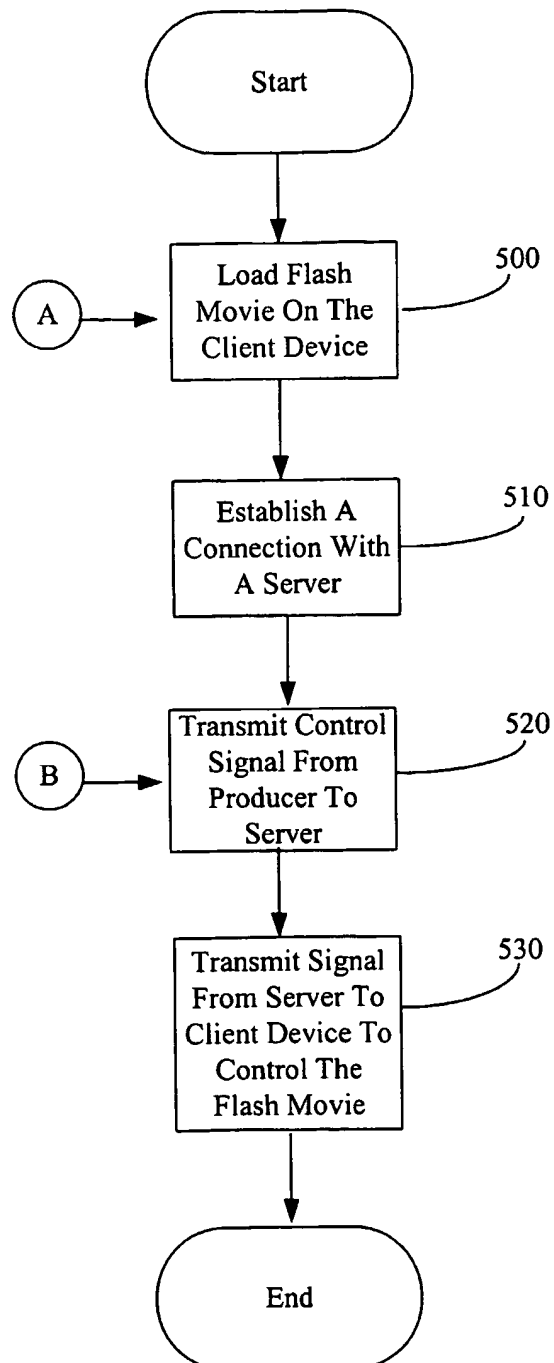 Start
Load Flash
Movie On The
Client Device
500
A
Establish A
Connection With
A Server
510
Transmit Control
Signal From
Producer To
Server
520
B
Transmit Signal
From Server To
Client Device To
Control The
Flash Movie
530
End